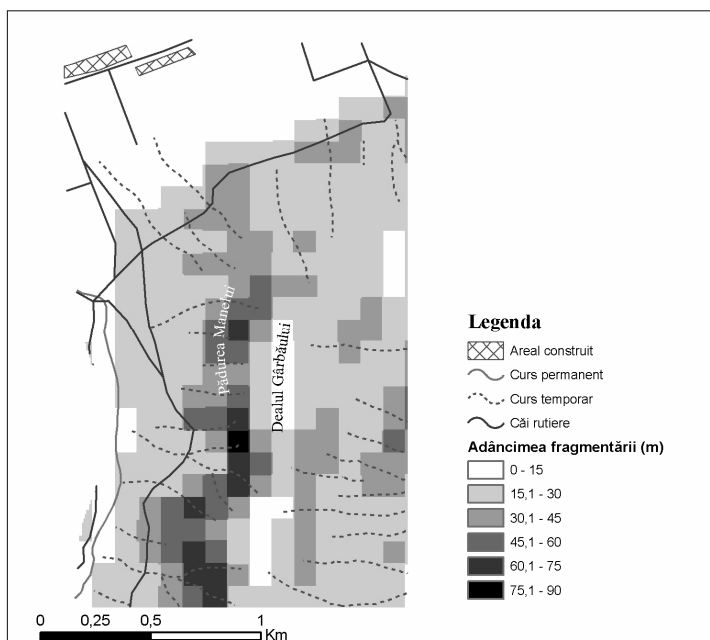 Pădurea Manelui
Dealul Gârbăului
Legenda
Areal construit
Curs permanent
Curs temporar
Căi rutiere
Adâncimea fragmentării (m)
0 - 15
15,1 - 30
30,1 - 45
45,1 - 60
60,1 - 75
75,1 - 90
0 0,25 0,5 1
Km